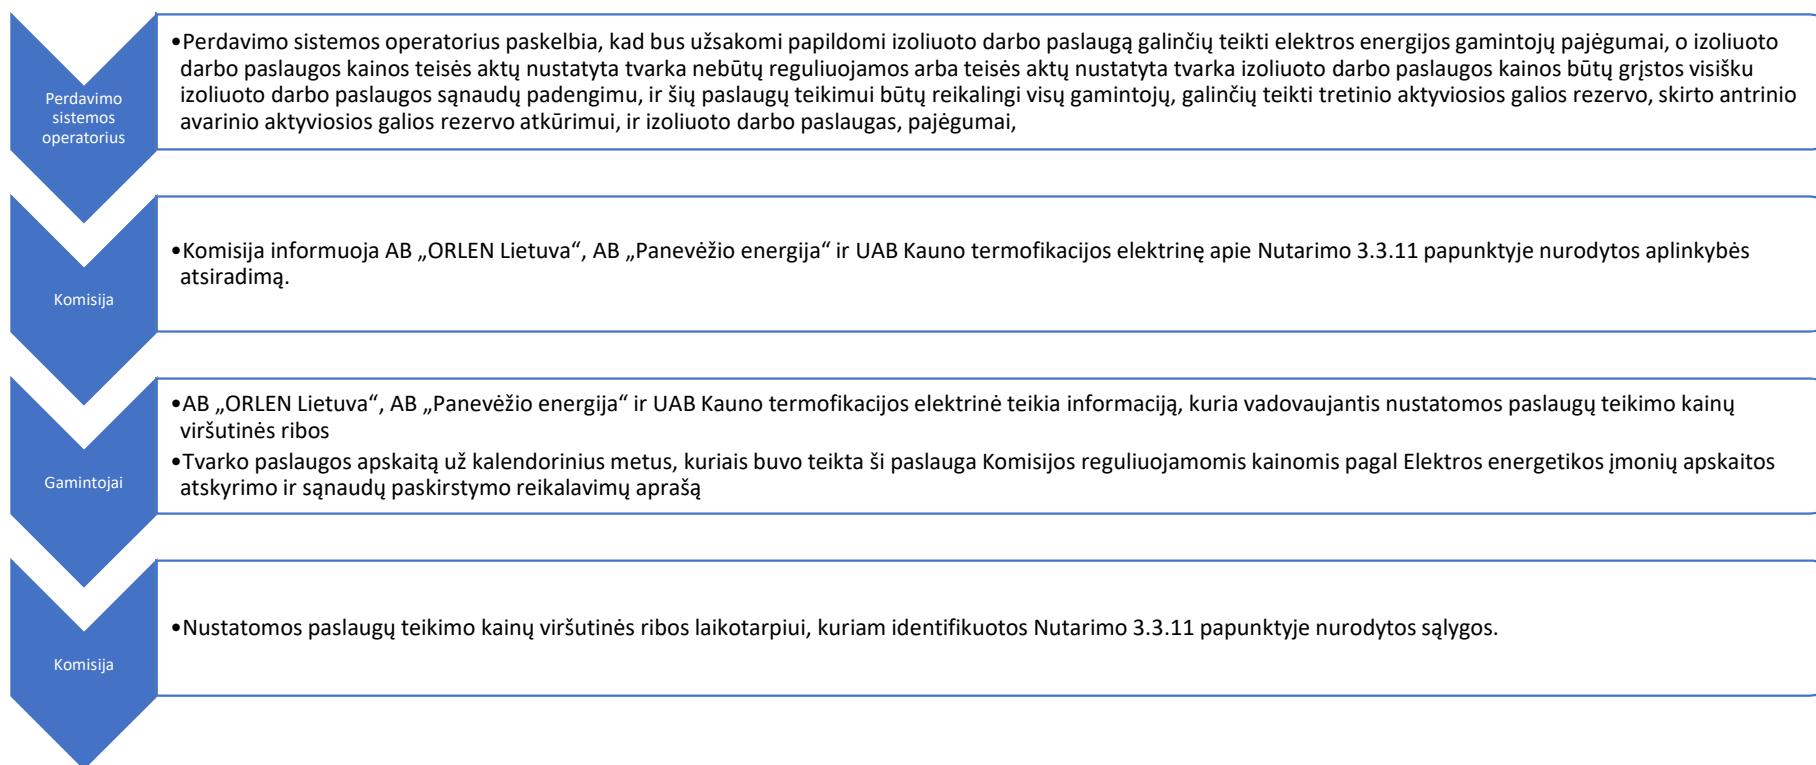 Perdavimo
sistemos
operatorius
•Perdavimo sistemos operatorius paskelbia, kad bus užsakomi papildomi izoliuoto darbo paslaugą galinčių teikti elektros energijos gamintojų pajėgumai, o izoliuoto
darbo paslaugos kainos teisės aktų nustatyta tvarka nebūtų reguliuojamos arba teisės aktų nustatyta tvarka izoliuoto darbo paslaugos kainos būtų grįstos visišku
izoliuoto darbo paslaugos sąnaudų padengimu, ir šių paslaugų teikimui būtų reikalingi visų gamintojų, galinčių teikti tretinio aktyviosios galios rezervo, skirto antrinio
avarinio aktyviosios galios rezervo atkūrimui, ir izoliuoto darbo paslaugas, pajėgumai,
Komisija
•Komisija informuoja AB „ORLEN Lietuva“, AB „Panevėžio energija“ ir UAB Kauno termofikacijos elektrinę apie Nutarimo 3.3.11 papunktyje nurodytos aplinkybės
atsiradimą.
Gamintojai
•AB „ORLEN Lietuva“, AB „Panevėžio energija“ ir UAB Kauno termofikacijos elektrinė teikia informaciją, kuria vadovaujantis nustatomos paslaugų teikimo kainų
viršutinės ribos
•Tvarko paslaugos apskaitą už kalendorinius metus, kuriais buvo teikta ši paslauga Komisijos reguliuojamomis kainomis pagal Elektros energetikos įmonių apskaitos
atskyrimo ir sąnaudų paskirstymo reikalavimų aprašą
Komisija
•Nustatomos paslaugų teikimo kainų viršutinės ribos laikotarpiui, kuriam identifikuotos Nutarimo 3.3.11 papunktyje nurodytos sąlygos.